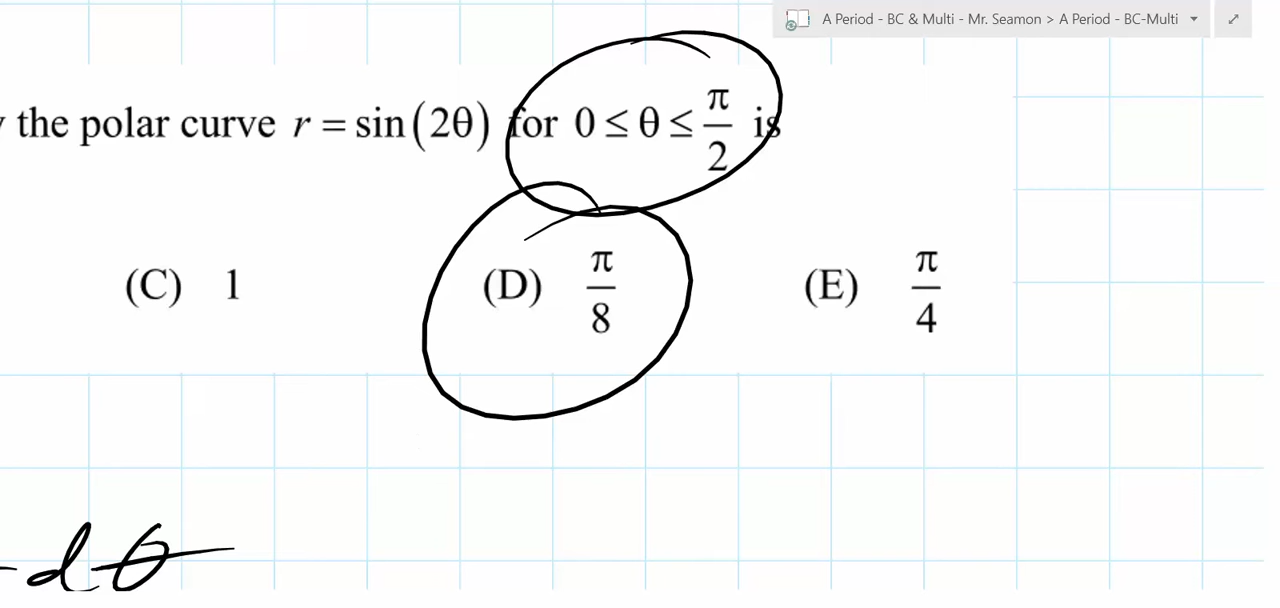 A Period - BC & Multi - Mr. Seamon > A Period - BC-Multi
the polar curve r = sin(2θ) for 0 ≤ θ ≤ π/2 is
(C) 1 (D) π/8 (E) π/4
dθ